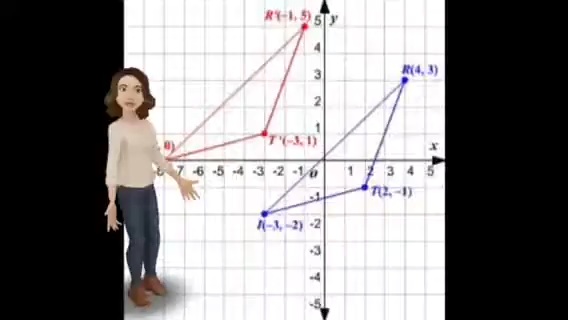 R'(−1, 5)
5
y
4
3
R(4, 3)
2
1
T'(−3, 1)
0)
x
-7 -6 -5 -4 -3 -2 -1 0 1 2 3 4 5
-1
T(2, −1)
I(−3, −2)
-2
-3
-4
-5